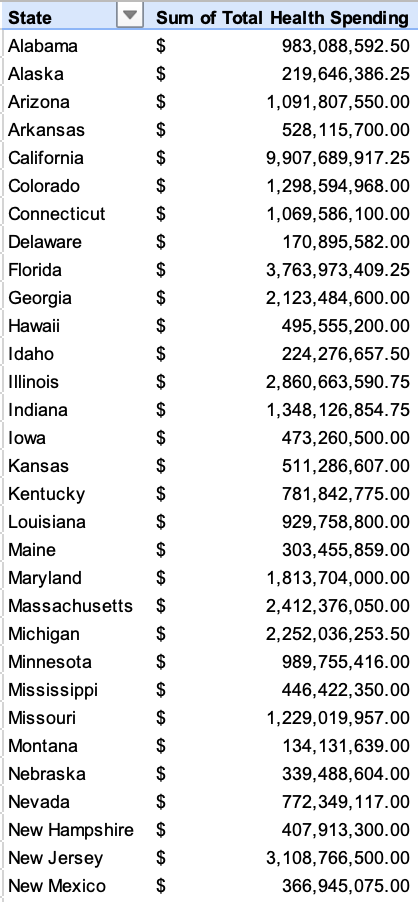 State Sum of Total Health Spending
Alabama $ 983,088,592.50
Alaska $ 219,646,386.25
Arizona $ 1,091,807,550.00
Arkansas $ 528,115,700.00
California $ 9,907,689,917.25
Colorado $ 1,298,594,968.00
Connecticut $ 1,069,586,100.00
Delaware $ 170,895,582.00
Florida $ 3,763,973,409.25
Georgia $ 2,123,484,600.00
Hawaii $ 495,555,200.00
Idaho $ 224,276,657.50
Illinois $ 2,860,663,590.75
Indiana $ 1,348,126,854.75
Iowa $ 473,260,500.00
Kansas $ 511,286,607.00
Kentucky $ 781,842,775.00
Louisiana $ 929,758,800.00
Maine $ 303,455,859.00
Maryland $ 1,813,704,000.00
Massachusetts $ 2,412,376,050.00
Michigan $ 2,252,036,253.50
Minnesota $ 989,755,416.00
Mississippi $ 446,422,350.00
Missouri $ 1,229,019,957.00
Montana $ 134,131,639.00
Nebraska $ 339,488,604.00
Nevada $ 772,349,117.00
New Hampshire $ 407,913,300.00
New Jersey $ 3,108,766,500.00
New Mexico $ 366,945,075.00